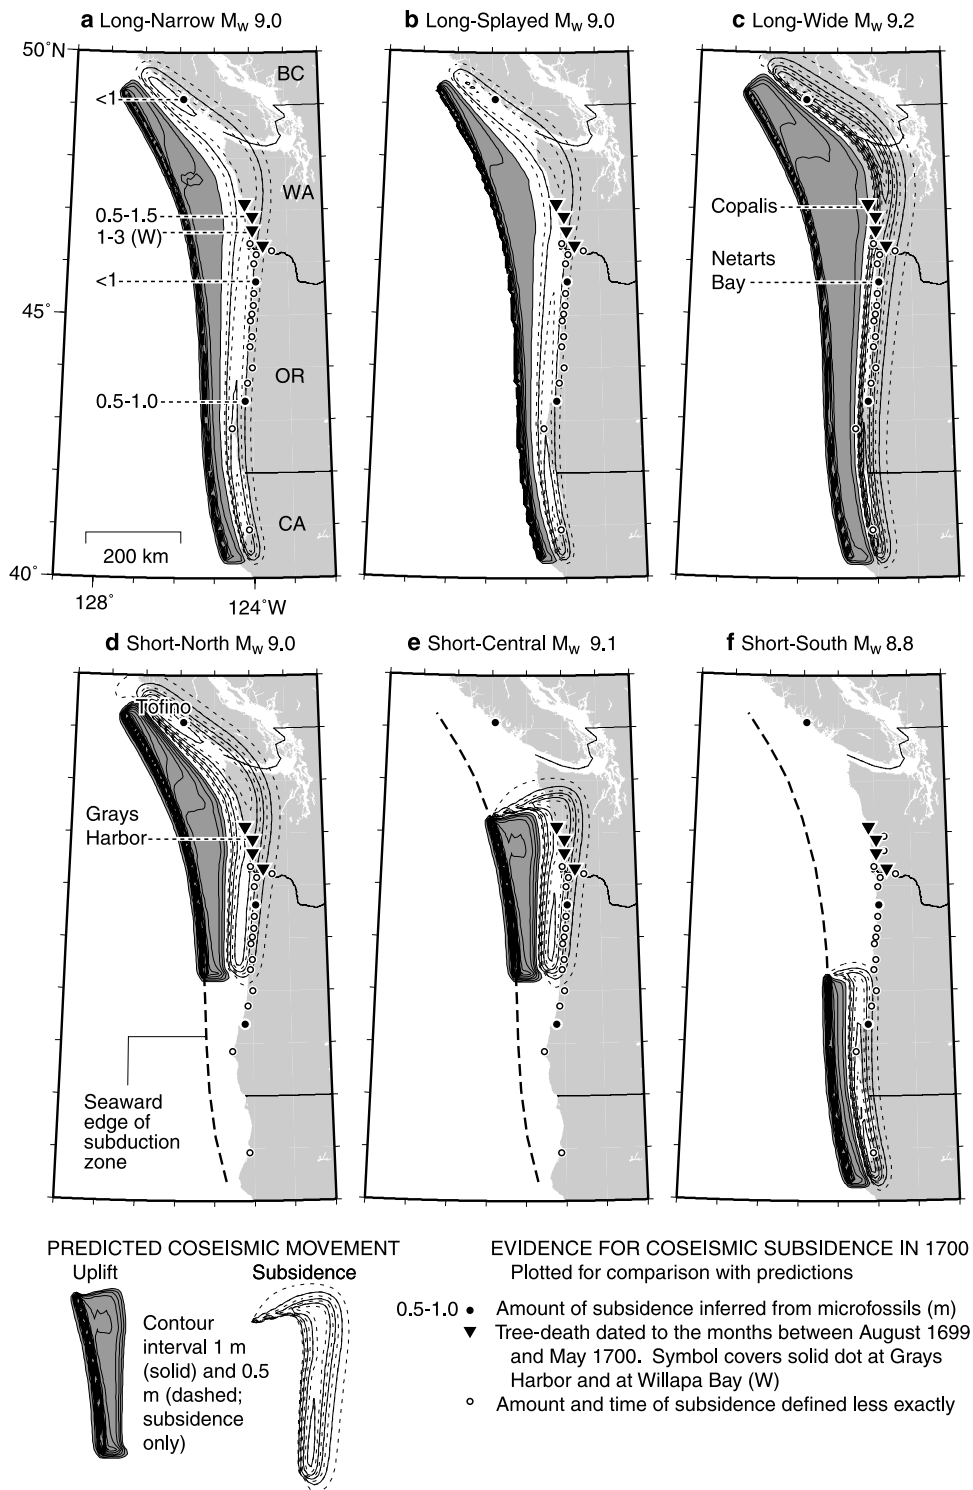 a Long-Narrow Mw 9.0
b Long-Splayed Mw 9.0
c Long-Wide Mw 9.2
50˚N
BC
<1
WA
0.5-1.5
1-3 (W)
<1
45˚
OR
0.5-1.0
CA
200 km
40˚
128˚
124˚W
Copalis
Netarts
Bay
d Short-North Mw 9.0
e Short-Central Mw 9.1
f Short-South Mw 8.8
Tofino
Grays
Harbor
Seaward
edge of
subduction
zone
PREDICTED COSEISMIC MOVEMENT
Uplift
Subsidence
Contour
interval 1 m
(solid) and 0.5
m (dashed;
subsidence
only)
EVIDENCE FOR COSEISMIC SUBSIDENCE IN 1700
Plotted for comparison with predictions
0.5-1.0 • Amount of subsidence inferred from microfossils (m)
▼ Tree-death dated to the months between August 1699
and May 1700. Symbol covers solid dot at Grays
Harbor and at Willapa Bay (W)
○ Amount and time of subsidence defined less exactly